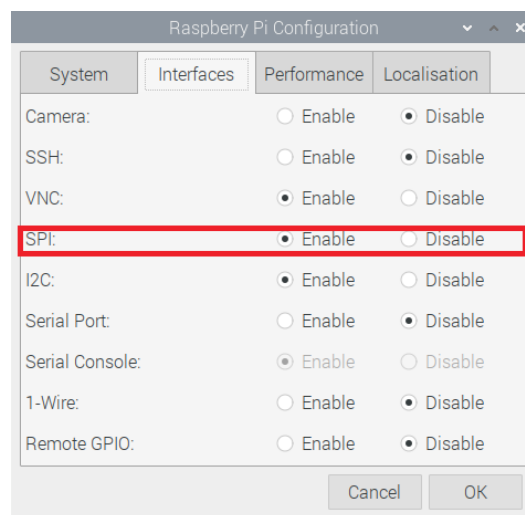 Raspberry Pi Configuration
System Interfaces Performance Localisation
Camera: Enable Disable
SSH: Enable Disable
VNC: Enable Disable
SPI: Enable Disable
I2C: Enable Disable
Serial Port: Enable Disable
Serial Console: Enable Disable
1-Wire: Enable Disable
Remote GPIO: Enable Disable
Cancel OK